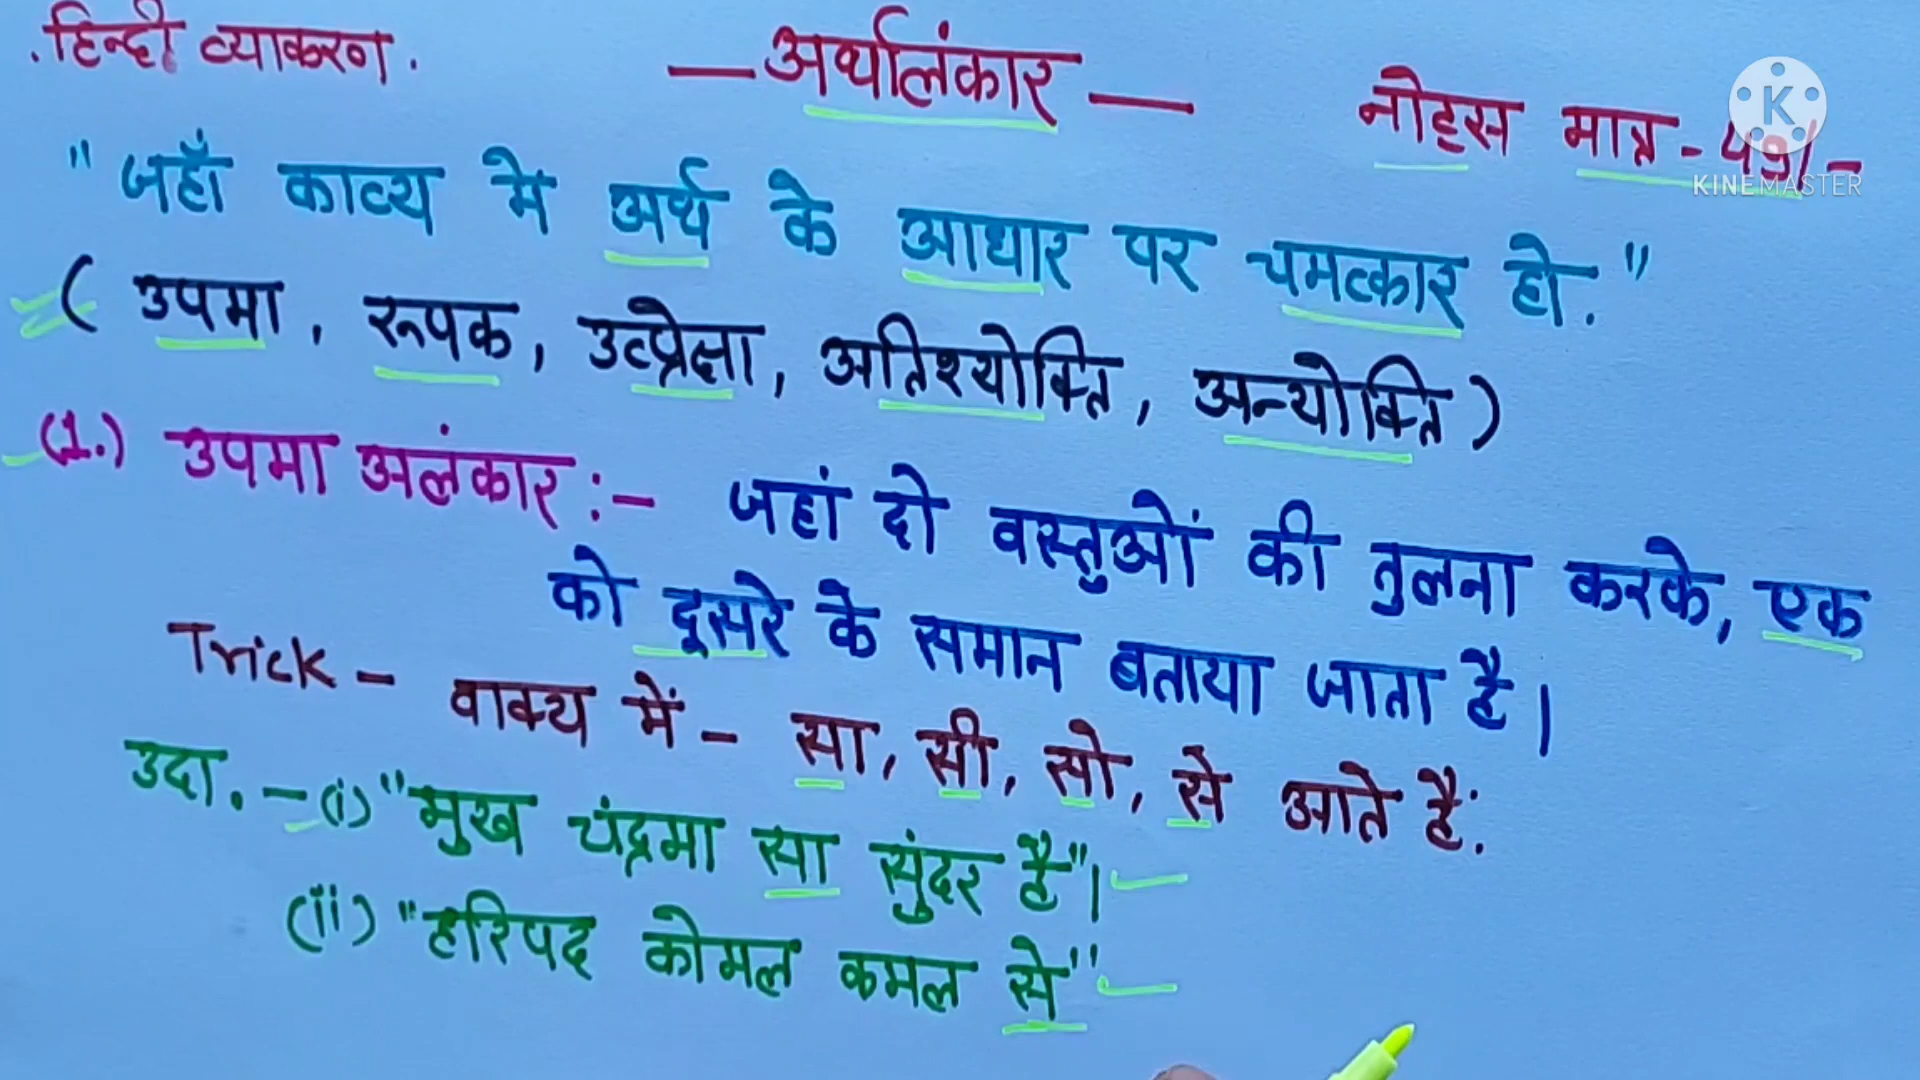 .हिन्दी व्याकरण. — अर्थालंकार — नोट्स मात्र - 49/-
KINEMASTER
"जहाँ काव्य मे अर्थ के आधार पर चमत्कार हो."
( उपमा, रूपक, उत्प्रेक्षा, अतिश्योक्ति, अन्योक्ति )
(1.) उपमा अलंकार :- जहां दो वस्तुओं की तुलना करके, एक
को दूसरे के समान बताया जाता है।
Trick - वाक्य में - सा, सी, सो, से आते हैं.
उदा. - (i) "मुख चंद्रमा सा सुंदर है"।
(ii) "हरिपद कोमल कमल से"